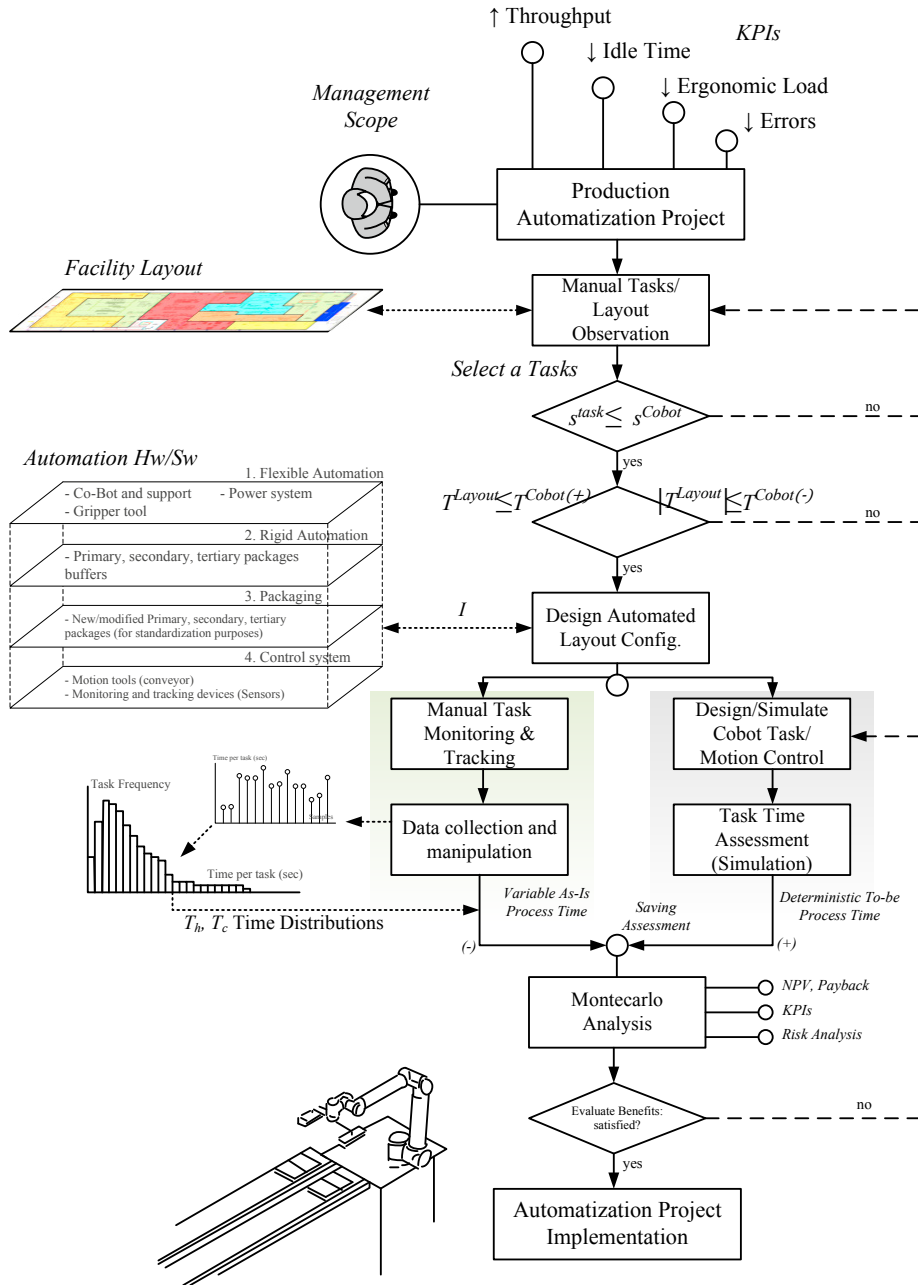 ↑ Throughput
KPIs
↓ Idle Time
↓ Ergonomic Load
↓ Errors
Management
Scope
Production
Automatization Project
Facility Layout
Manual Tasks/
Layout
Observation
Select a Tasks
s^task ≤ s^Cobot
no
yes
Automation Hw/Sw
1. Flexible Automation
- Co-Bot and support - Power system
- Gripper tool
2. Rigid Automation
- Primary, secondary, tertiary packages
buffers
3. Packaging
- New/modified Primary, secondary, tertiary
packages (for standardization purposes)
4. Control system
- Motion tools (conveyor)
- Monitoring and tracking devices (Sensors)
T^Layout ≤ T^Cobot(+) |T^Layout| ≤ T^Cobot(-)
no
yes
I
Design Automated
Layout Config.
Manual Task
Monitoring &
Tracking
Design/Simulate
Cobot Task/
Motion Control
Time per task (sec)
Samples
Task Frequency
Time per task (sec)
Data collection and
manipulation
Task Time
Assessment
(Simulation)
T_h, T_c Time Distributions
Variable As-Is
Process Time
Saving
Assessment
Deterministic To-be
Process Time
(-)
(+)
Montecarlo
Analysis
NPV, Payback
KPIs
Risk Analysis
Evaluate Benefits:
satisfied?
no
yes
Automatization Project
Implementation